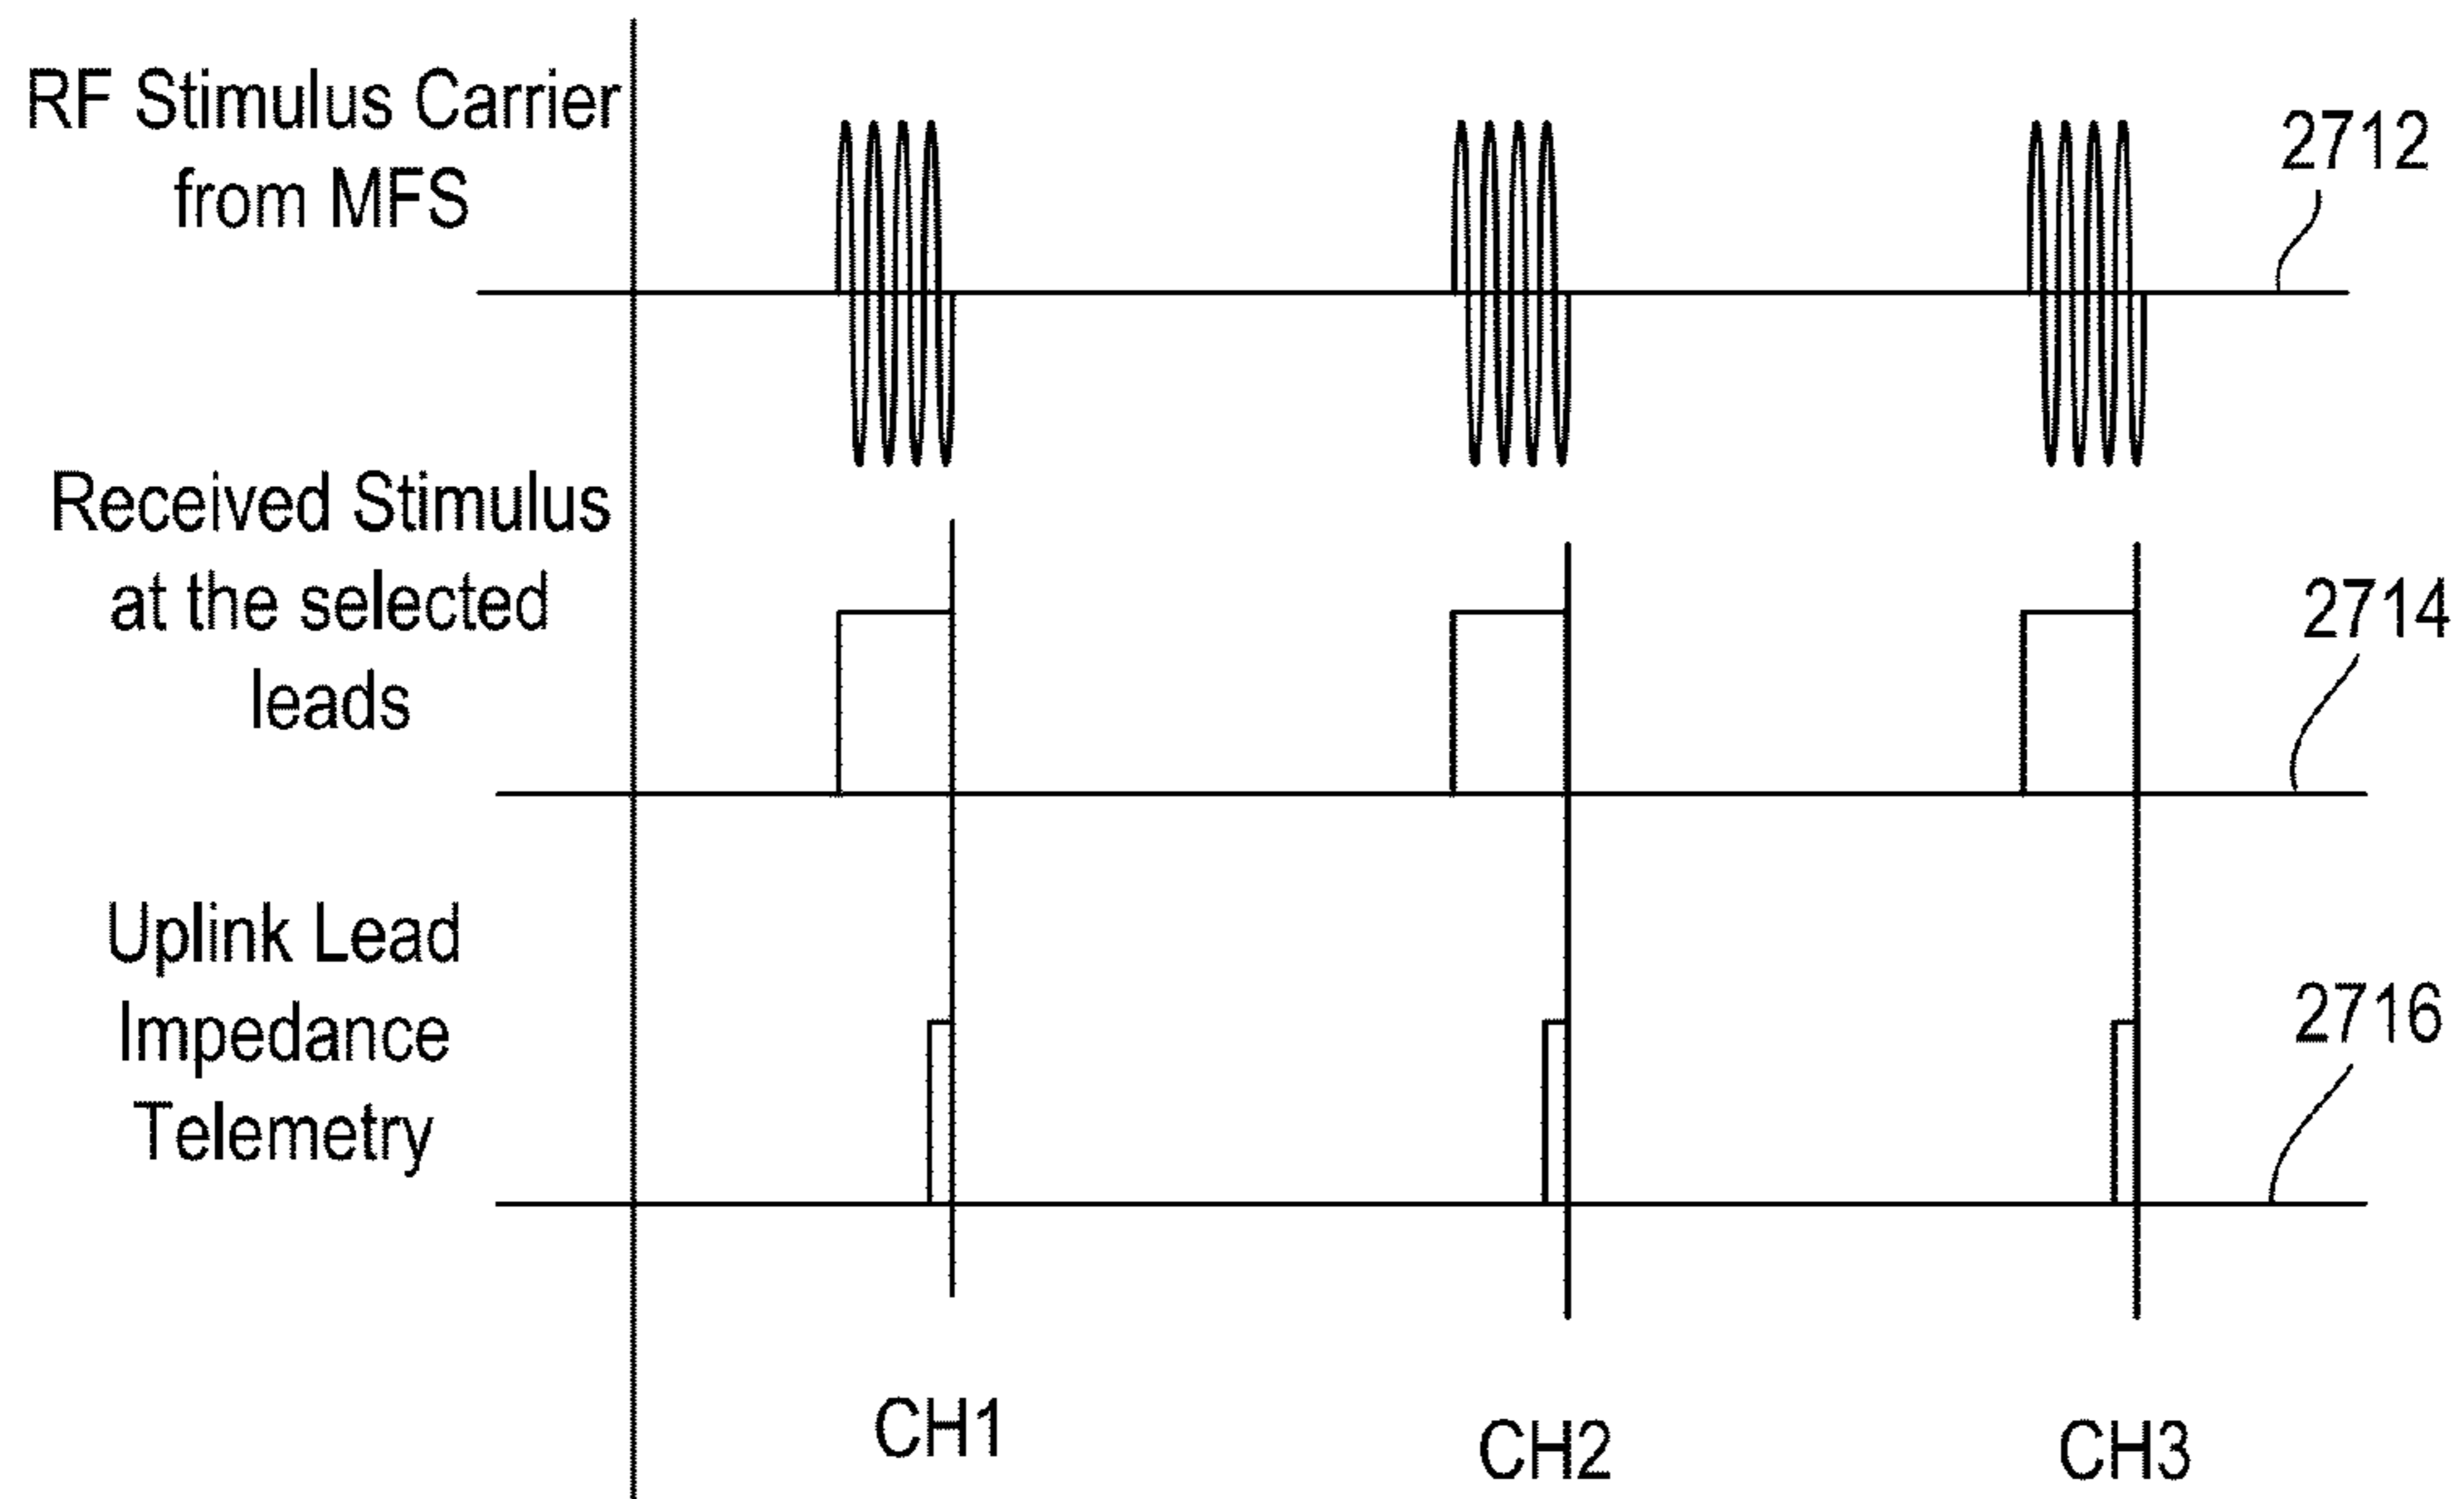 RF Stimulus Carrier
from MFS
2712
Received Stimulus
at the selected
leads
2714
Uplink Lead
Impedance
Telemetry
2716
CH1
CH2
CH3